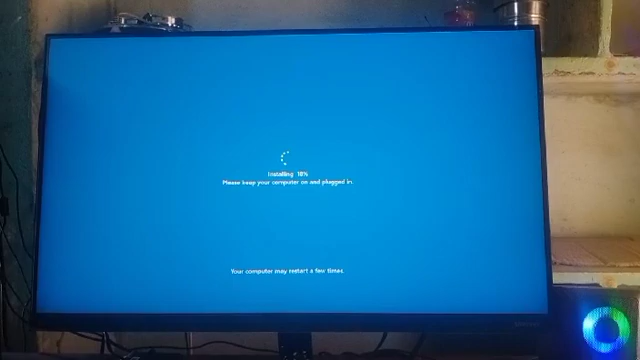 Installing 18%
Please keep your computer on and plugged in.
Your computer may restart a few times.